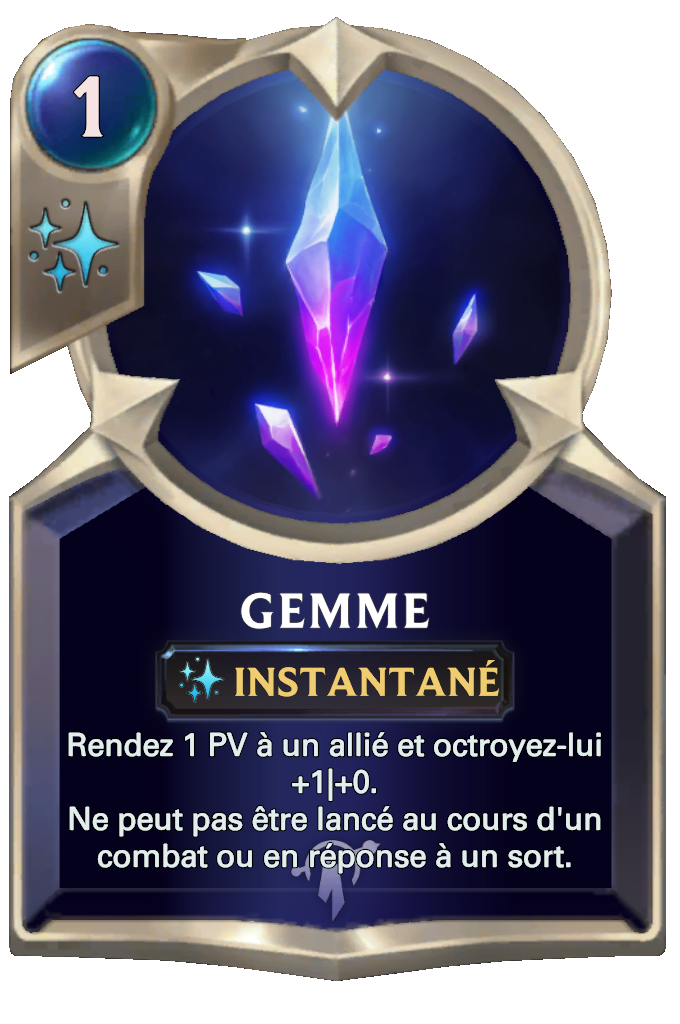 1
GEMME
INSTANTANÉ
Rendez 1 PV à un allié et octroyez-lui
+1|+0.
Ne peut pas être lancé au cours d'un
combat ou en réponse à un sort.